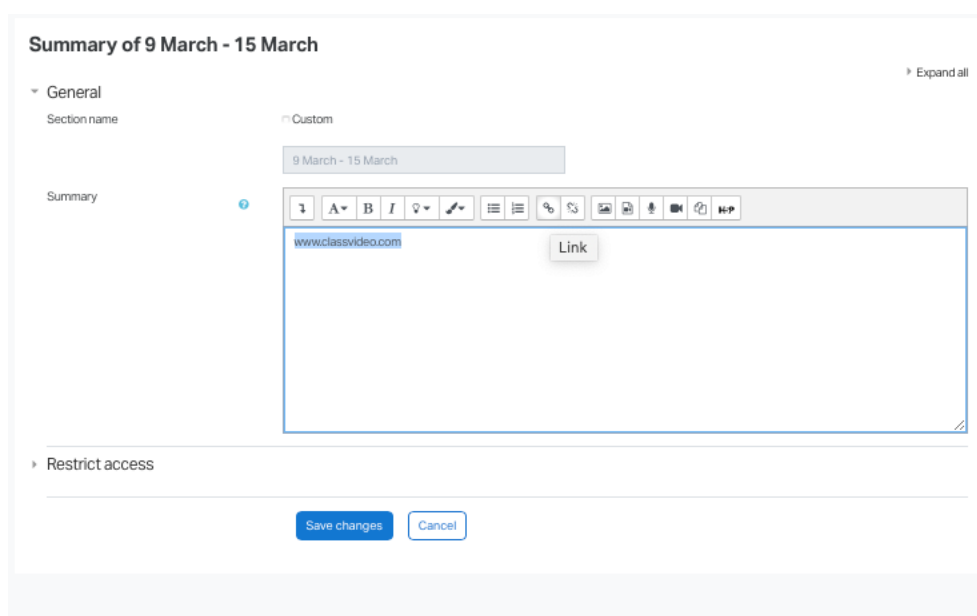 Summary of 9 March - 15 March
Expand all
General
Section name
Custom
9 March - 15 March
Summary
A B I
H-P
www.classvideo.com
Link
Restrict access
Save changes Cancel